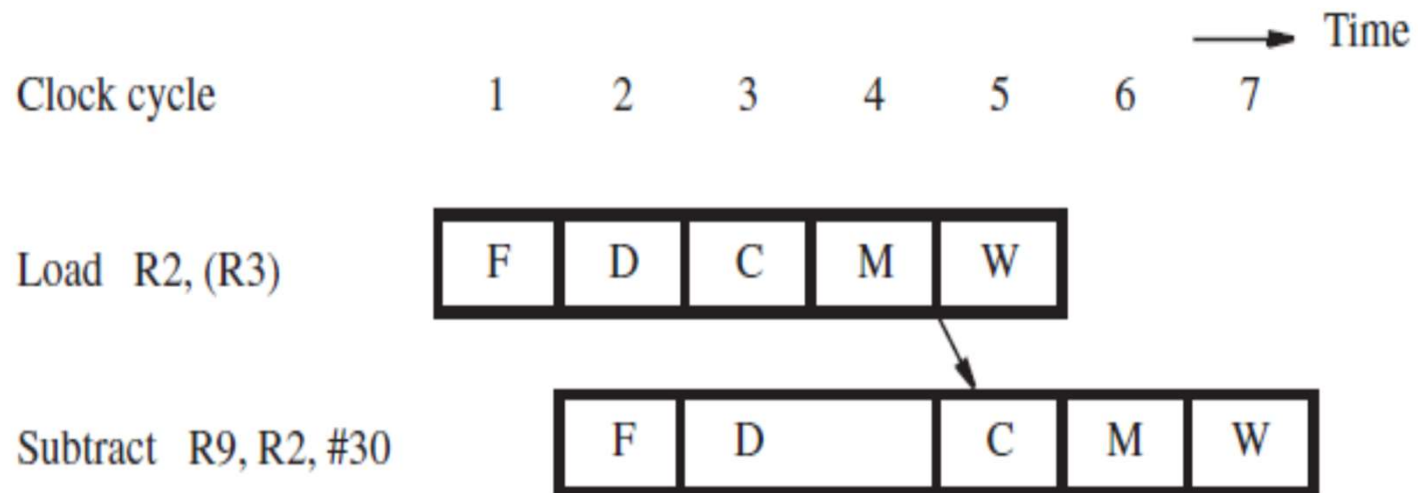 Time
Clock cycle 1 2 3 4 5 6 7
Load R2, (R3) F D C M W
Subtract R9, R2, #30 F D C M W